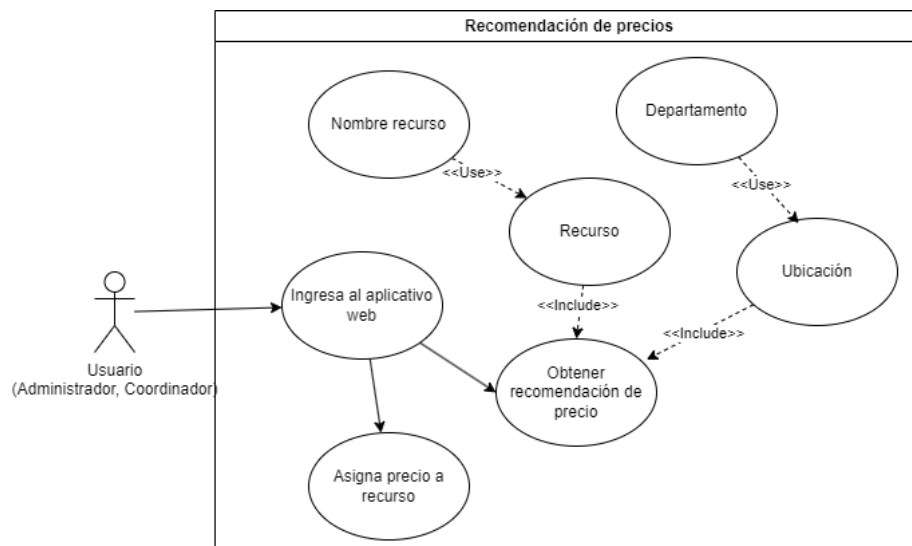 Recomendación de precios
Nombre recurso
Departamento
<<Use>>
<<Use>>
Recurso
Ubicación
Ingresa al aplicativo
web
<<Include>>
<<Include>>
Usuario
(Administrador, Coordinador)
Obtener
recomendación de
precio
Asigna precio a
recurso